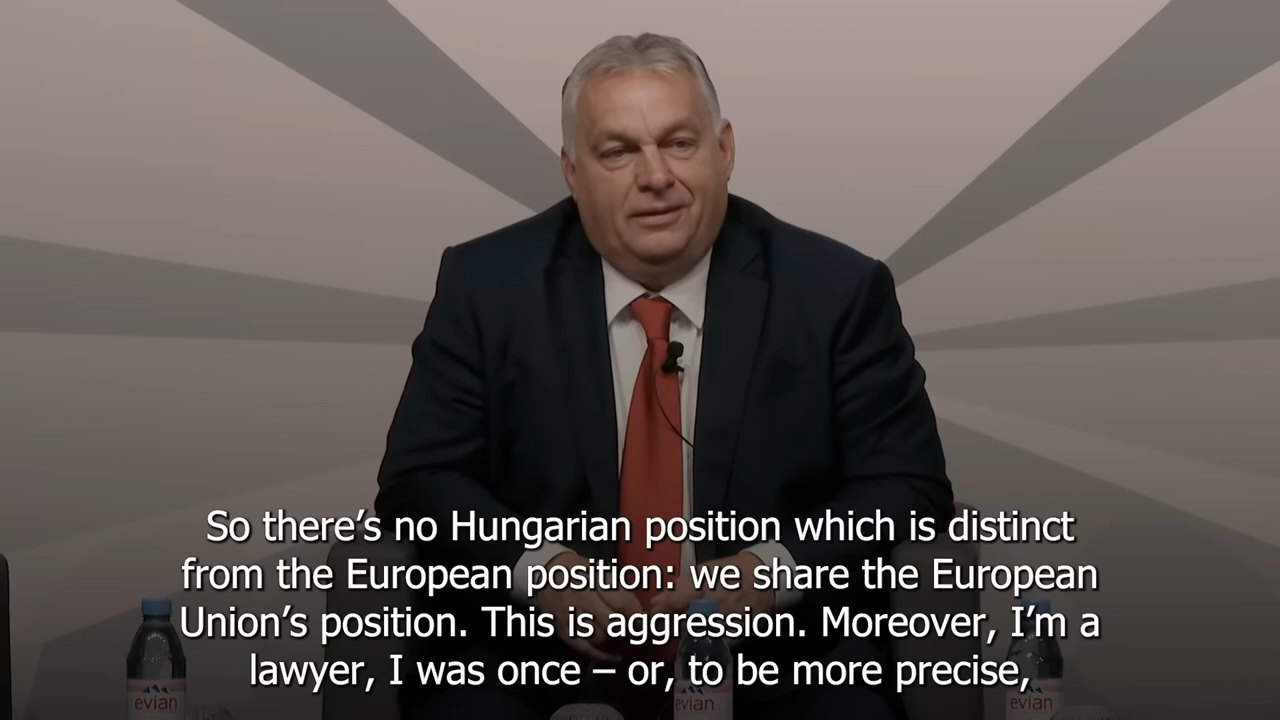 So there’s no Hungarian position which is distinct
from the European position: we share the European
Union’s position. This is aggression. Moreover, I’m a
lawyer, I was once – or, to be more precise,
evian
evian
evian